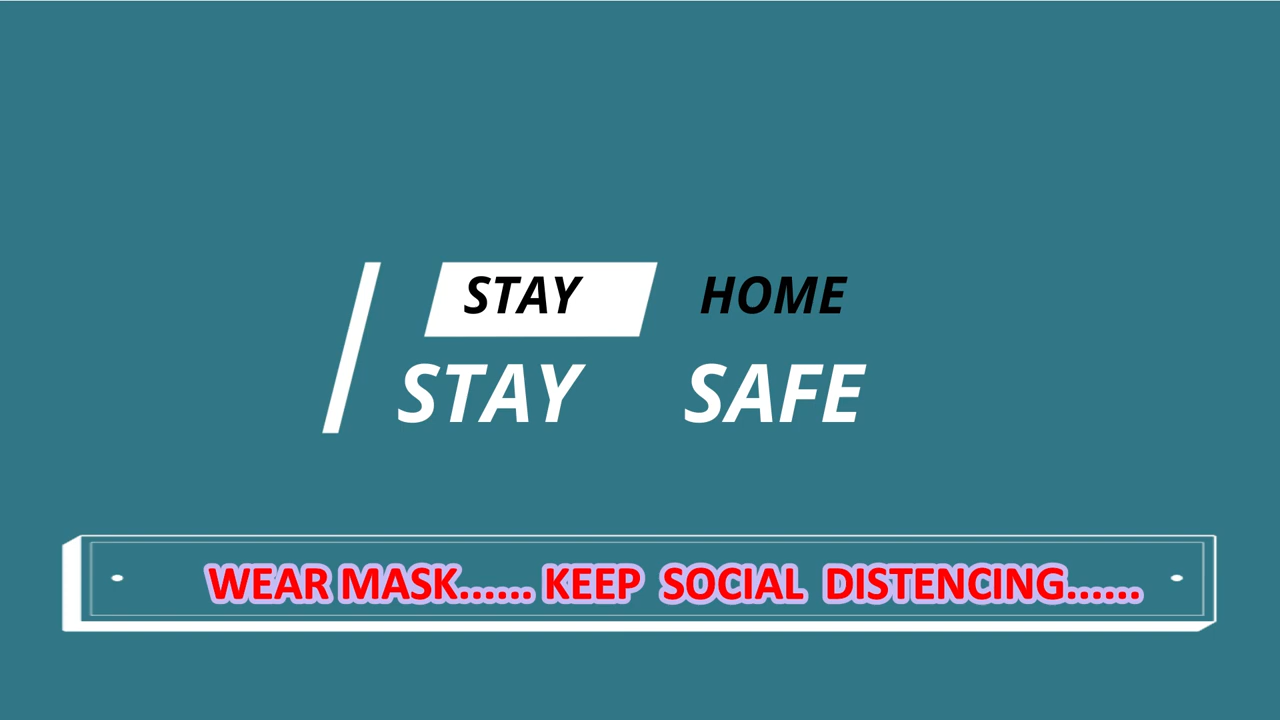 STAY HOME
STAY SAFE
WEAR MASK...... KEEP SOCIAL DISTENCING......